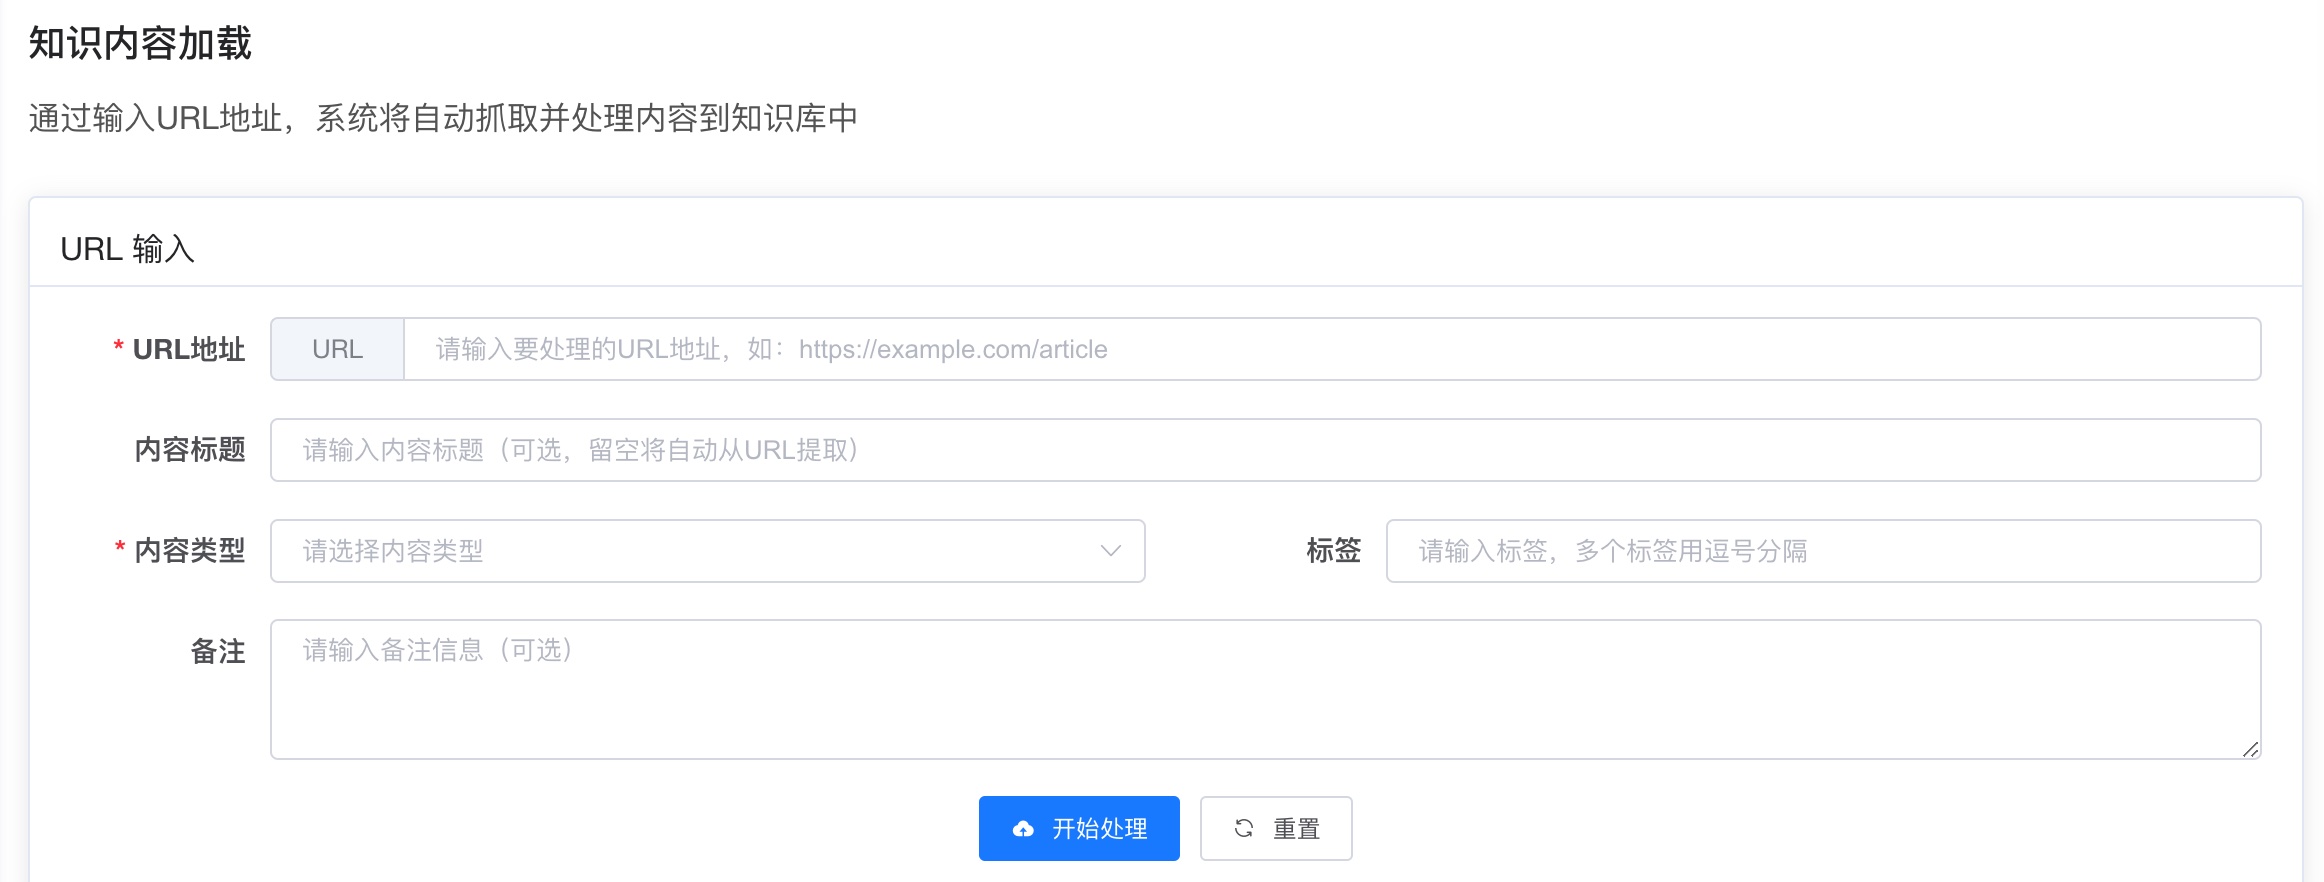 知识内容加载
通过输入URL地址，系统将自动抓取并处理内容到知识库中
URL 输入
* URL地址 URL 请输入要处理的URL地址，如：https://example.com/article
内容标题 请输入内容标题（可选，留空将自动从URL提取）
* 内容类型 请选择内容类型 标签 请输入标签，多个标签用逗号分隔
备注 请输入备注信息（可选）
开始处理 重置